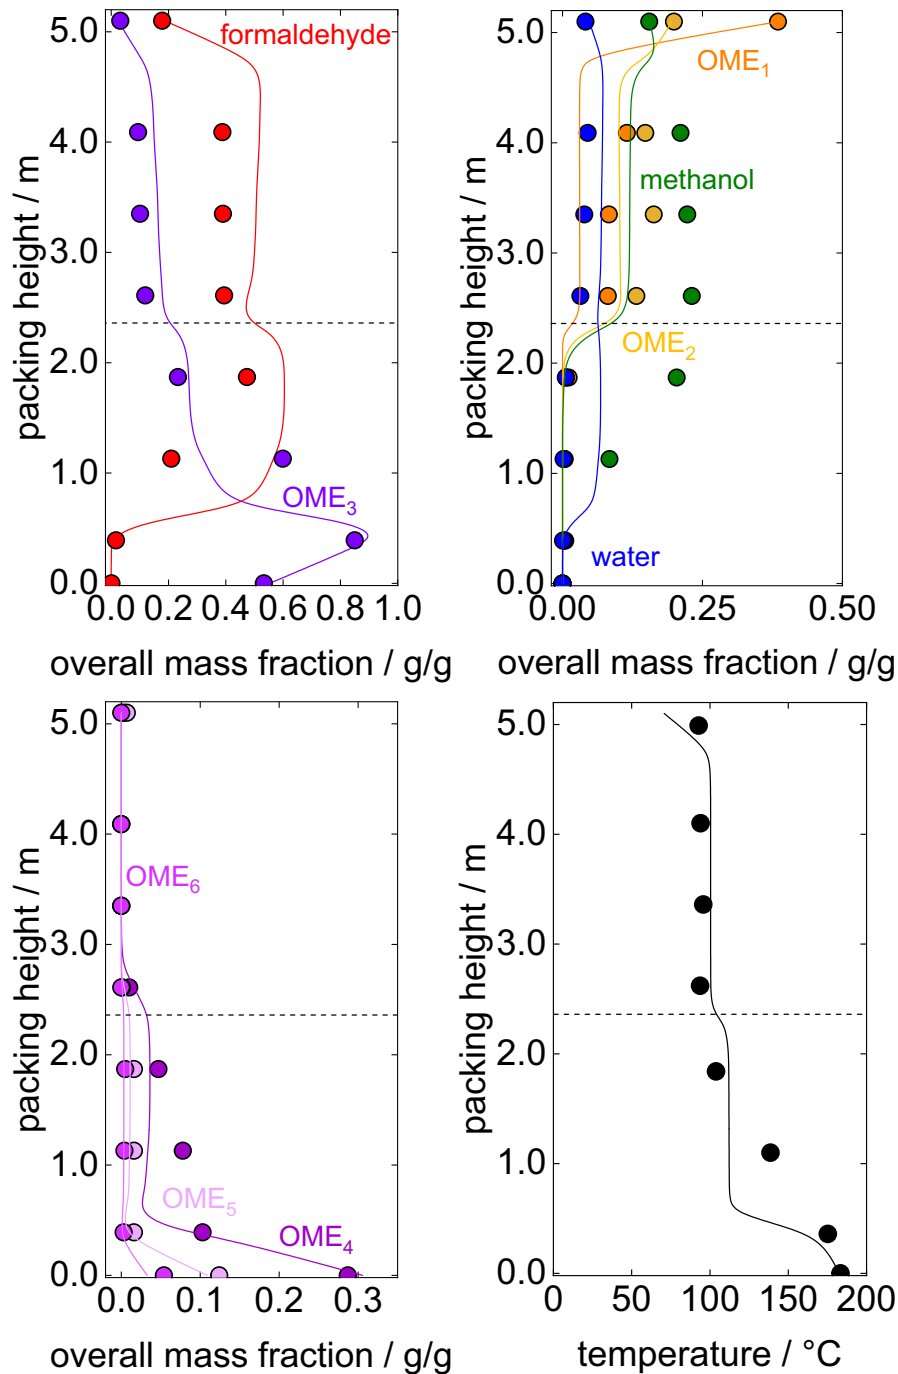 5.0
4.0
3.0
2.0
1.0
0.0
packing height / m
formaldehyde
OME3
0.0 0.2 0.4 0.6 0.8 1.0
overall mass fraction / g/g
5.0
4.0
3.0
2.0
1.0
0.0
packing height / m
OME1
methanol
OME2
water
0.00 0.25 0.50
overall mass fraction / g/g
5.0
4.0
3.0
2.0
1.0
0.0
packing height / m
OME6
OME5
OME4
0.0 0.1 0.2 0.3
overall mass fraction / g/g
5.0
4.0
3.0
2.0
1.0
0.0
packing height / m
0 50 100 150 200
temperature / °C